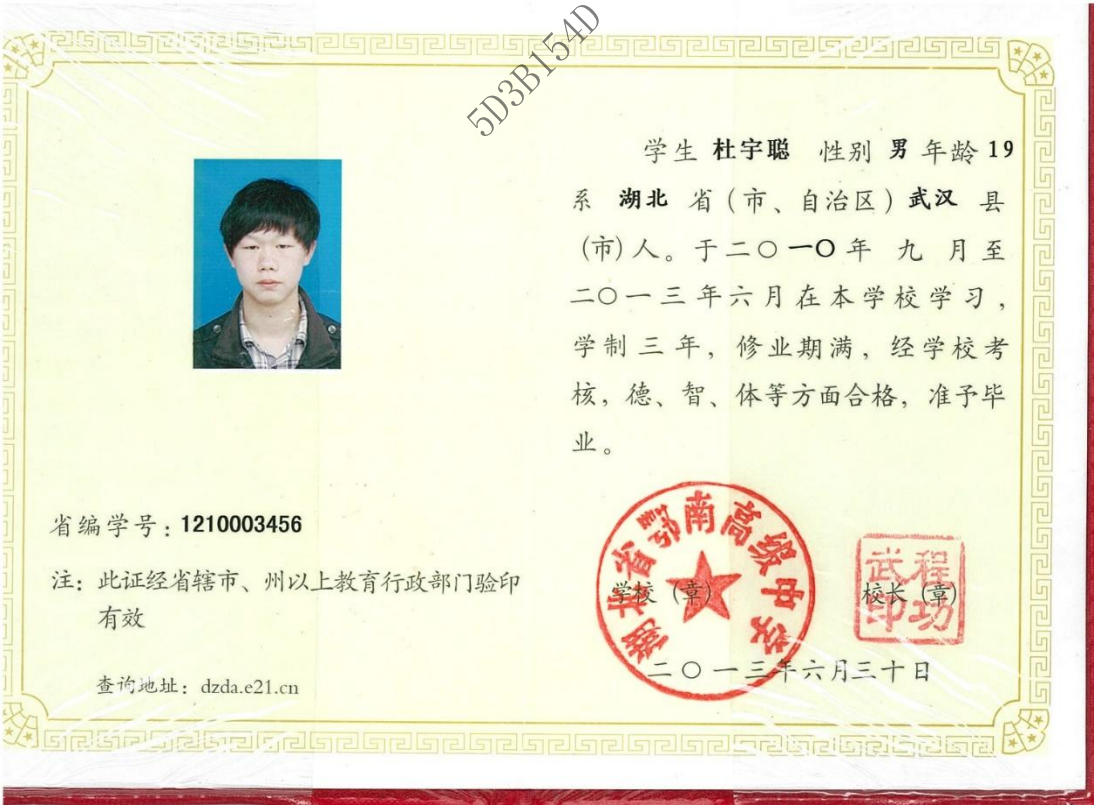 5D3B154D
学生 杜宇聪 性别 男 年龄 19
系 湖北 省（市、自治区）武汉 县
（市）人。于二〇一〇年 九 月至
二〇一三年六月在本学校学习，
学制三年，修业期满，经学校考
核，德、智、体等方面合格，准予毕
业。
省编学号：1210003456
注：此证经省辖市、州以上教育行政部门验印
有效
查询地址：dzda.e21.cn
湖北省鄂南高级中学
学校（章）
校长（章）
程功武印
二〇一三年六月三十日